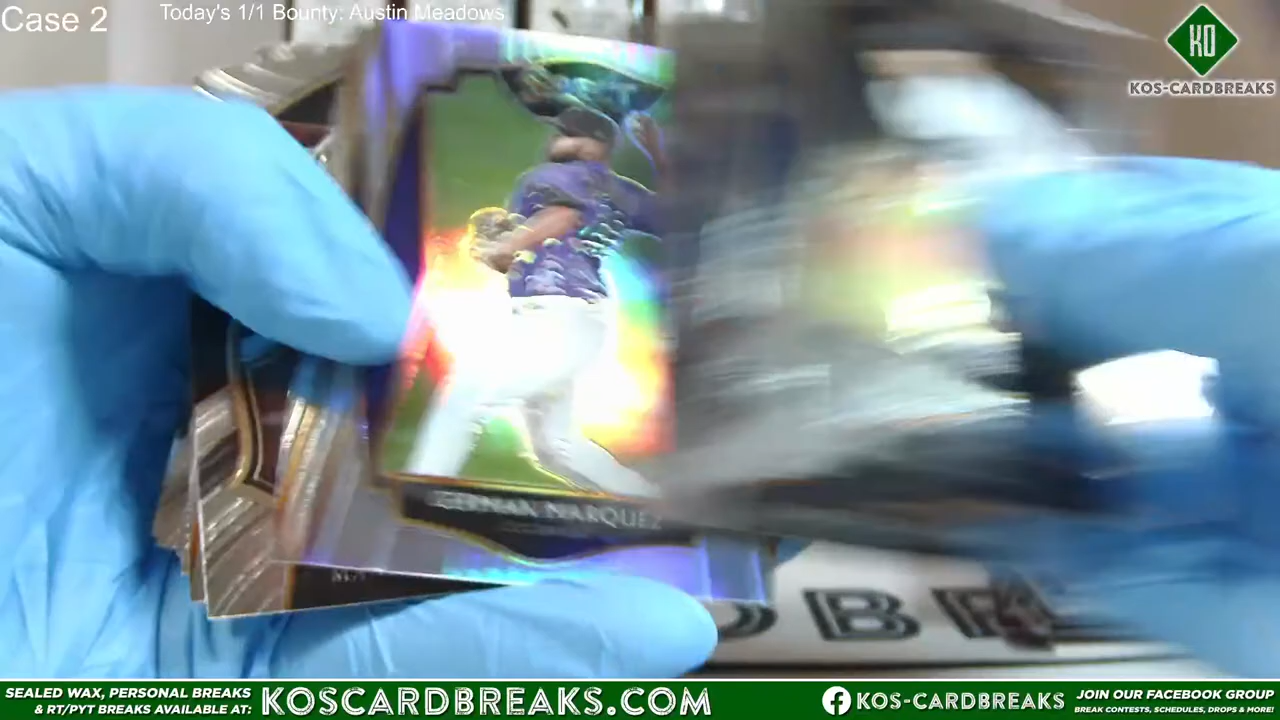 Case 2
Today's 1/1 Bounty: Austin Meadows
KO
KOS-CARDBREAKS
GERMAN MARQUEZ
OBE
SEALED WAX, PERSONAL BREAKS
& RT/PYT BREAKS AVAILABLE AT:
KOSCARDBREAKS.COM
KOS-CARDBREAKS
JOIN OUR FACEBOOK GROUP
BREAK CONTESTS, SCHEDULES, DROPS & MORE!